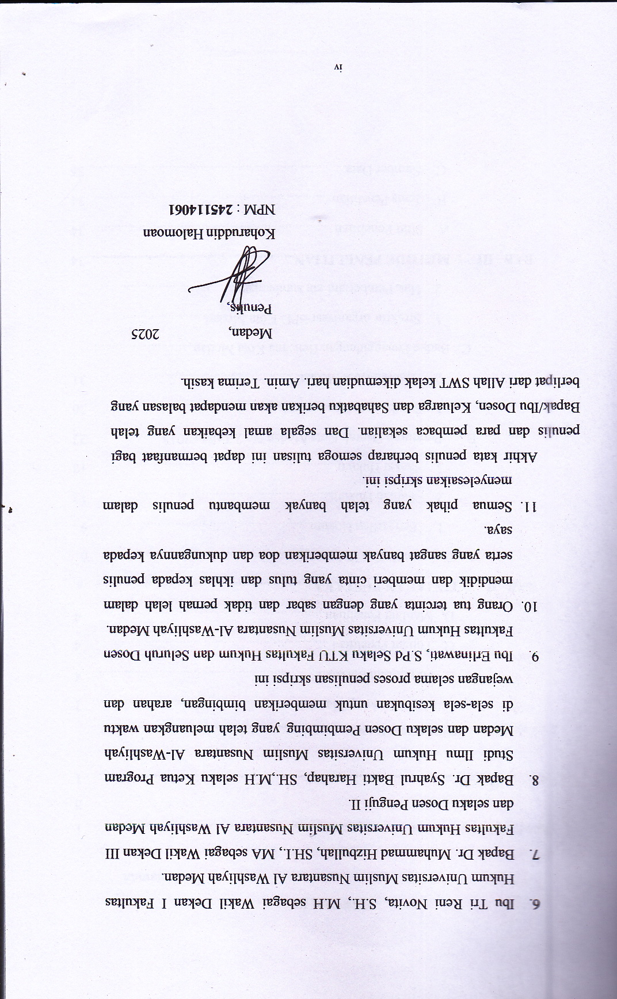 6. Ibu Tri Reni Novita, S.H., M.H sebagai Wakil Dekan I Fakultas
Hukum Universitas Muslim Nusantara Al Washliyah Medan.
7. Bapak Dr. Muhammad Hizbullah, SH.I., MA sebagai Wakil Dekan III
Fakultas Hukum Universitas Muslim Nusantara Al Washliyah Medan
dan selaku Dosen Penguji II.
8. Bapak Dr. Syahrul Bakti Harahap, SH.,M.H selaku Ketua Program
Studi Ilmu Hukum Universitas Muslim Nusantara Al-Washliyah
Medan dan selaku Dosen Pembimbing yang telah meluangkan waktu
di sela-sela kesibukan untuk memberikan bimbingan, arahan dan
wejangan selama proses penulisan skripsi ini
9. Ibu Erlinawati, S.Pd Selaku KTU Fakultas Hukum dan Seluruh Dosen
Fakultas Hukum Universitas Muslim Nusantara Al-Washliyah Medan.
10. Orang tua tercinta yang dengan sabar dan tidak pernah lelah dalam
mendidik dan memberi cinta yang tulus dan ikhlas kepada penulis
serta yang sangat banyak memberikan doa dan dukungannya kepada
saya.
11. Semua pihak yang telah banyak membantu penulis dalam
menyelesaikan skripsi ini.
Akhir kata penulis berharap semoga tulisan ini dapat bermanfaat bagi
penulis dan para pembaca sekalian. Dan segala amal kebaikan yang telah
Bapak/Ibu Dosen, Keluarga dan Sahabatku berikan akan mendapat balasan yang
berlipat dari Allah SWT kelak dikemudian hari. Amin. Terima kasih.
Medan, 2025
Penulis,
Koharuddin Halomoan
NPM : 245114061
iv